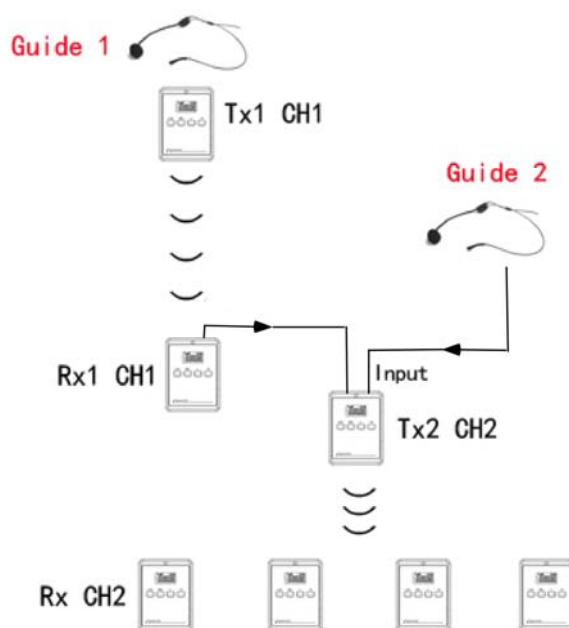 Guide 1
Tx1 CH1
Guide 2
Rx1 CH1
Input
Tx2 CH2
Rx CH2